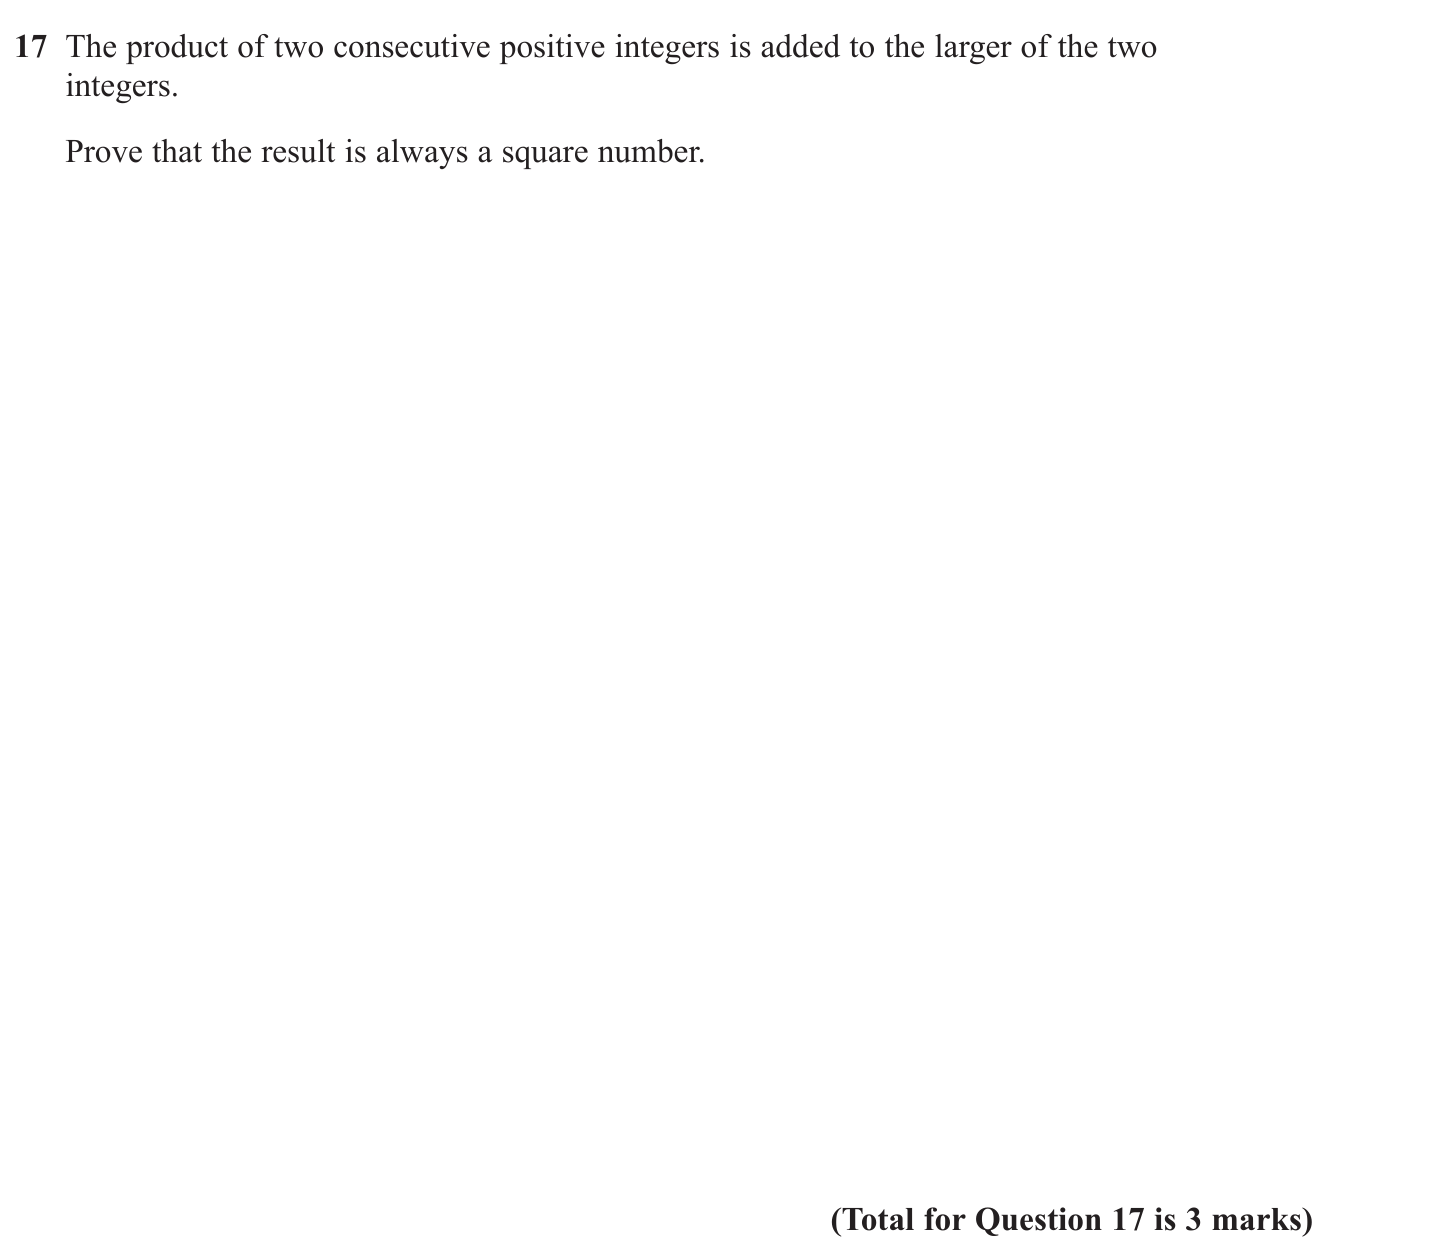 17 The product of two consecutive positive integers is added to the larger of the two
integers.
Prove that the result is always a square number.
(Total for Question 17 is 3 marks)